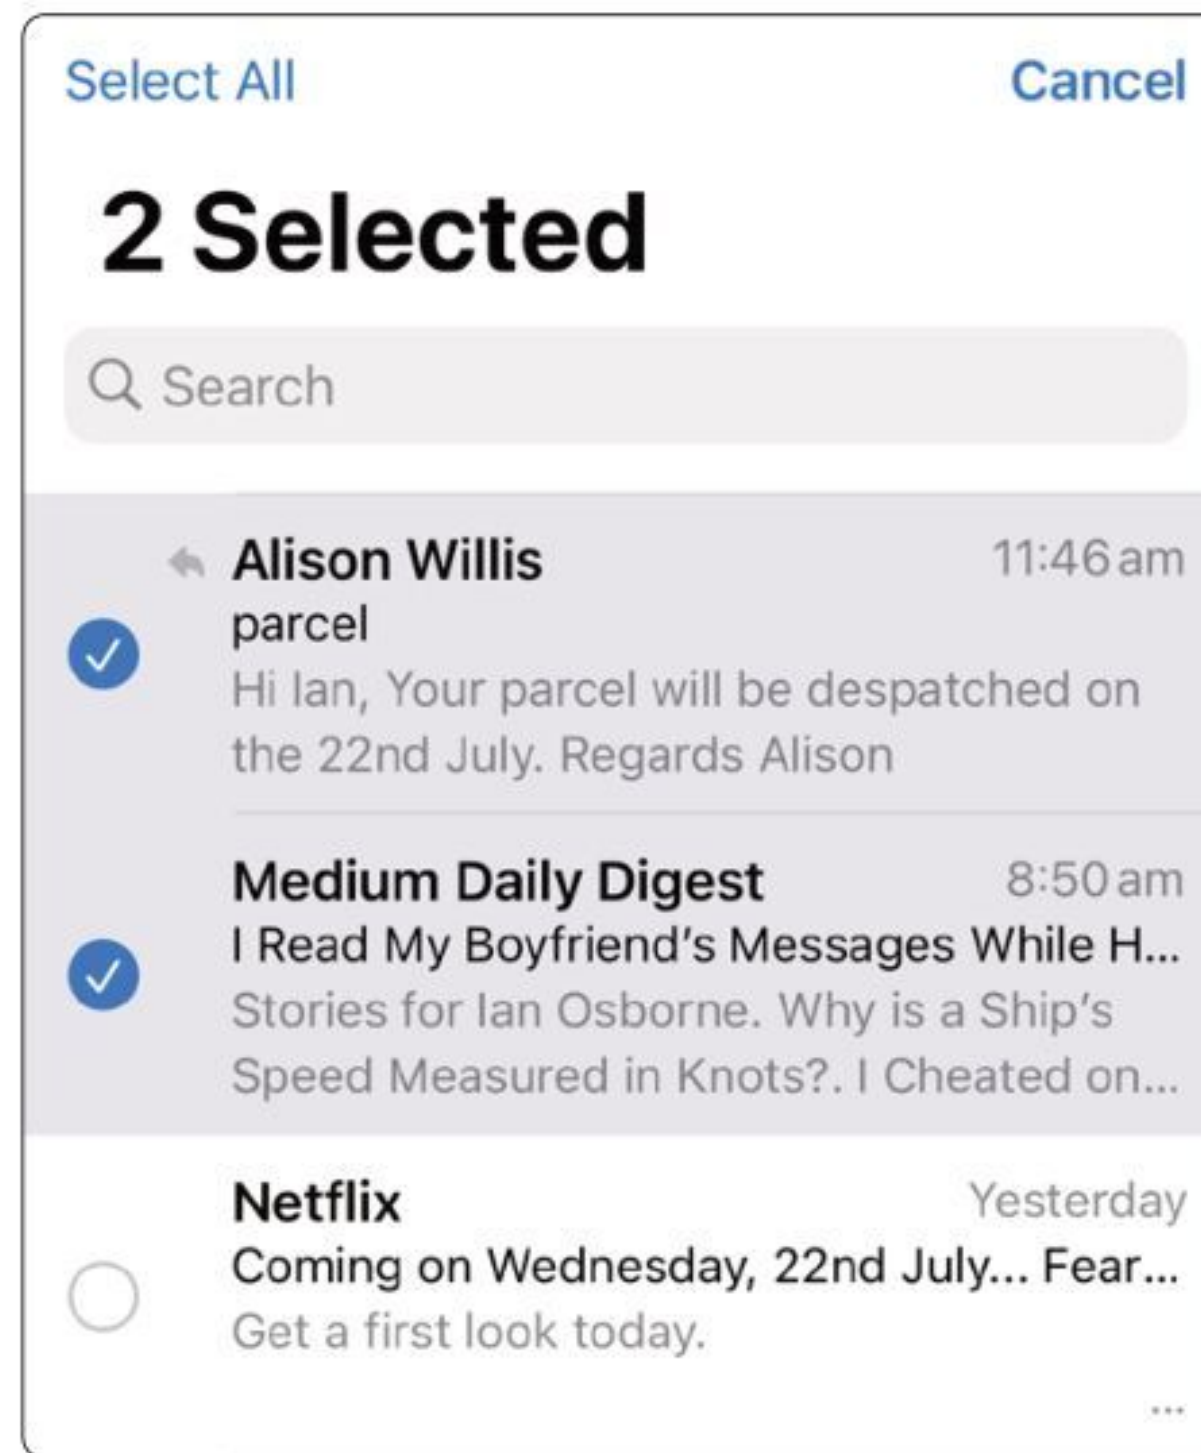 Select All Cancel
2 Selected
Search
Alison Willis 11:46 am
parcel
Hi Ian, Your parcel will be despatched on
the 22nd July. Regards Alison
Medium Daily Digest 8:50 am
I Read My Boyfriend's Messages While H...
Stories for Ian Osborne. Why is a Ship's
Speed Measured in Knots?. I Cheated on...
Netflix Yesterday
Coming on Wednesday, 22nd July... Fear...
Get a first look today.
...